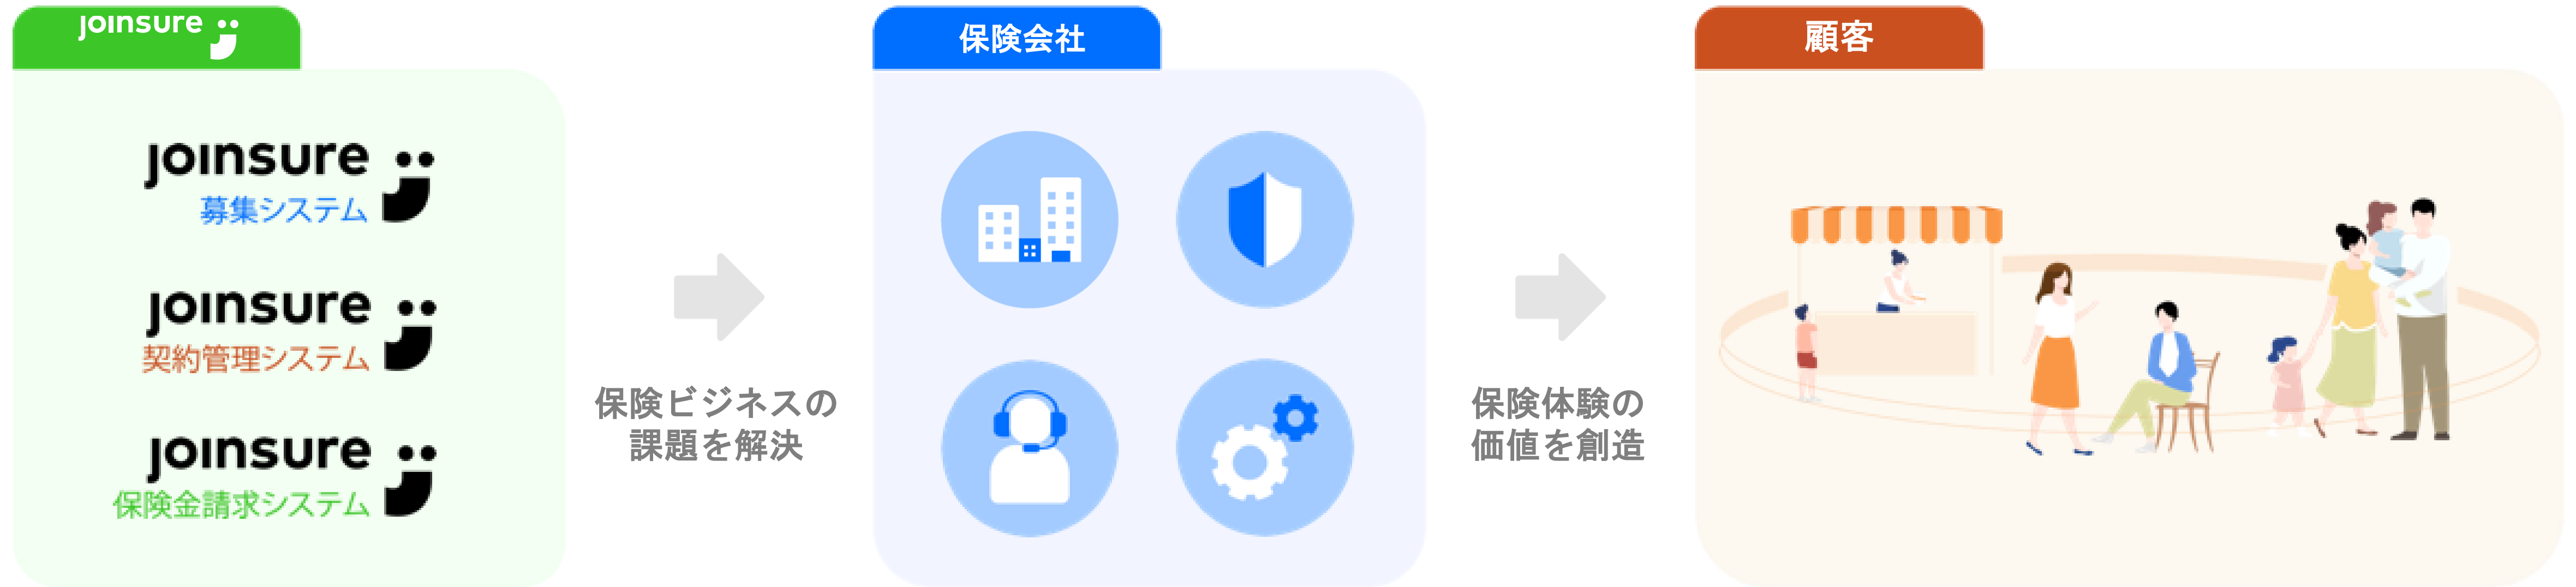 joinsure
joinsure
募集システム
joinsure
契約管理システム
joinsure
保険金請求システム
保険ビジネスの
課題を解決
保険会社
保険体験の
価値を創造
顧客